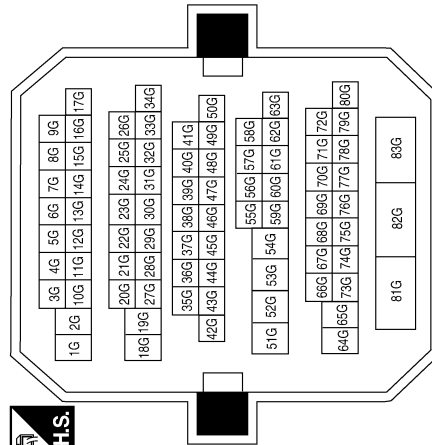 H.S.
3G 4G 5G 6G 7G 8G 9G
1G 2G 10G 11G 12G 13G 14G 15G 16G 17G
20G 21G 22G 23G 24G 25G 26G
18G 19G 27G 28G 29G 30G 31G 32G 33G 34G
35G 36G 37G 38G 39G 40G 41G
42G 43G 44G 45G 46G 47G 48G 49G 50G
55G 56G 57G 58G
51G 52G 53G 54G 59G 60G 61G 62G 63G
66G 67G 68G 69G 70G 71G 72G
64G 65G 73G 74G 75G 76G 77G 78G 79G 80G
81G 82G 83G